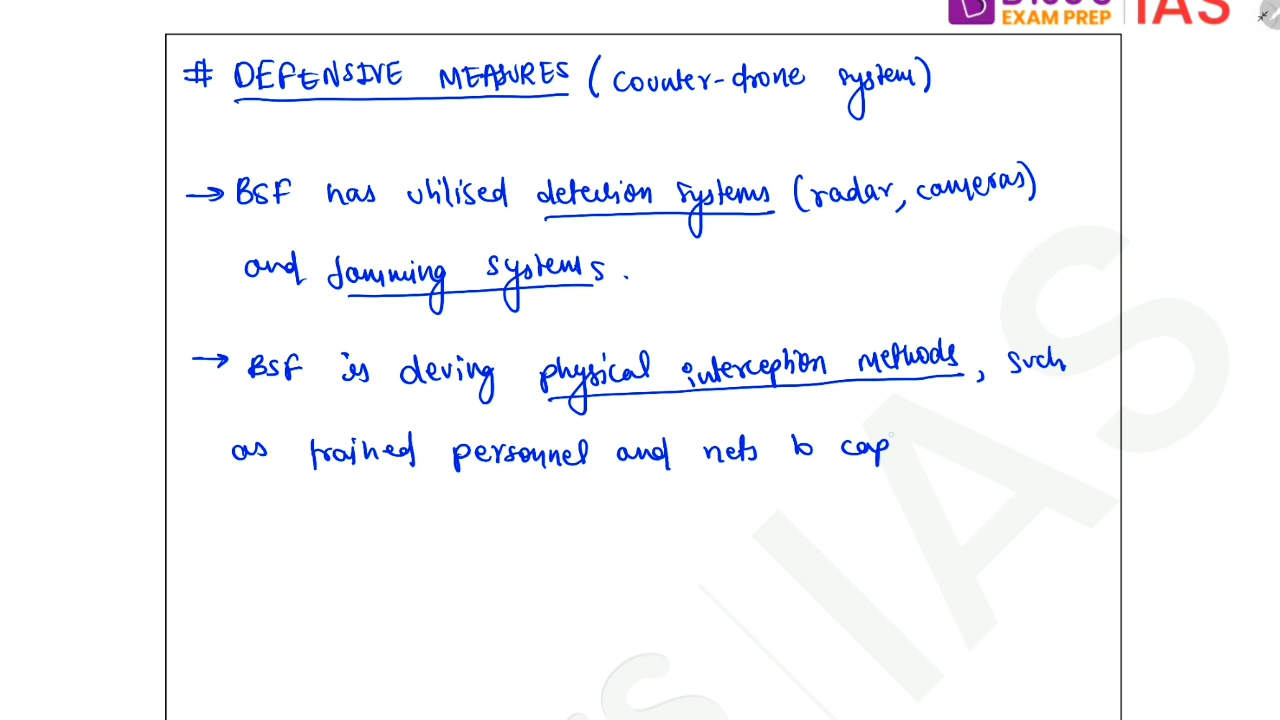 BYJU'S IAS
EXAM PREP
# DEFENSIVE MEASURES (counter-drone system)
→ BSF has utilised detection systems (radar, cameras)
and Jamming systems.
→ BSF is deving physical interception methods, such
as trained personnel and nets to cap
IAS